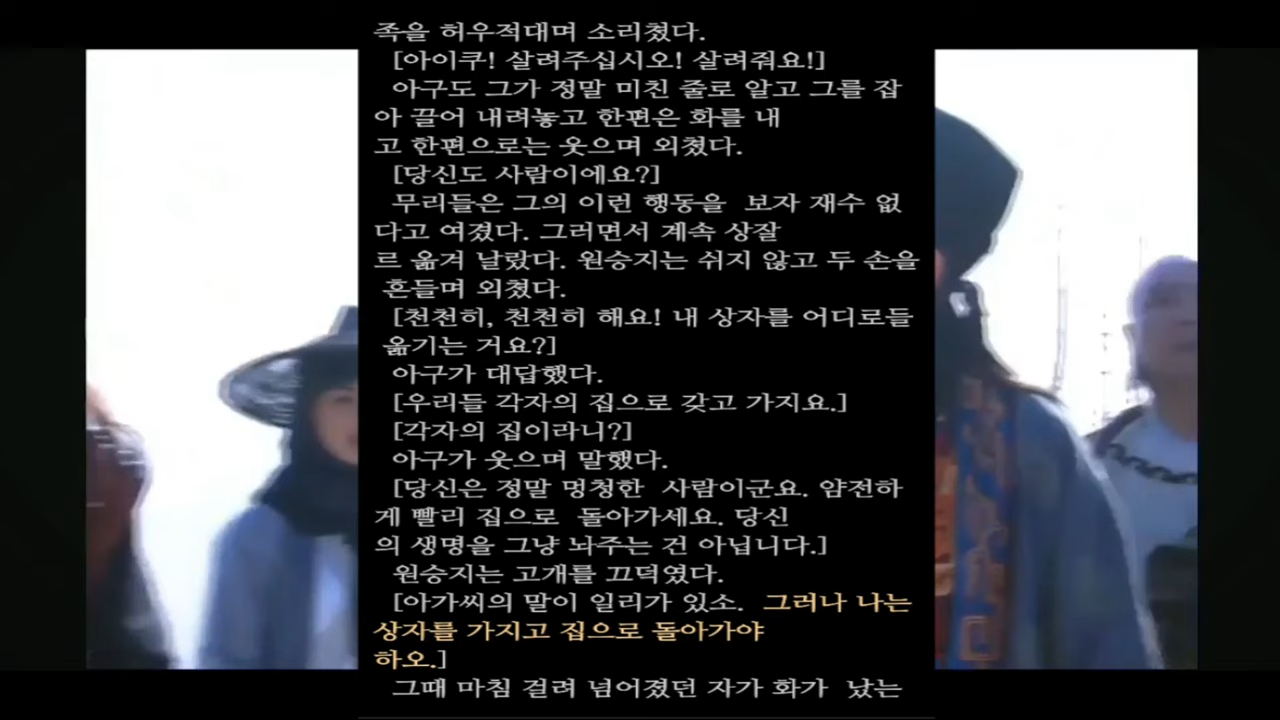 족을 허우적대며 소리쳤다.
[아이쿠! 살려주십시오! 살려줘요!]
아구도 그가 정말 미친 줄로 알고 그를 잡
아 끌어 내려놓고 한편은 화를 내
고 한편으로는 웃으며 외쳤다.
[당신도 사람이에요?]
무리들은 그의 이런 행동을 보자 재수 없
다고 여겼다. 그러면서 계속 상잘
르 옮겨 날랐다. 원승지는 쉬지 않고 두 손을
흔들며 외쳤다.
[천천히, 천천히 해요! 내 상자를 어디로들
옮기는 거요?]
아구가 대답했다.
[우리들 각자의 집으로 갖고 가지요.]
[각자의 집이라니?]
아구가 웃으며 말했다.
[당신은 정말 멍청한 사람이군요. 얌전하
게 빨리 집으로 돌아가세요. 당신
의 생명을 그냥 놔주는 건 아닙니다.]
원승지는 고개를 끄덕였다.
[아가씨의 말이 일리가 있소. 그러나 나는
상자를 가지고 집으로 돌아가야
하오.]
그때 마침 걸려 넘어졌던 자가 화가 났는